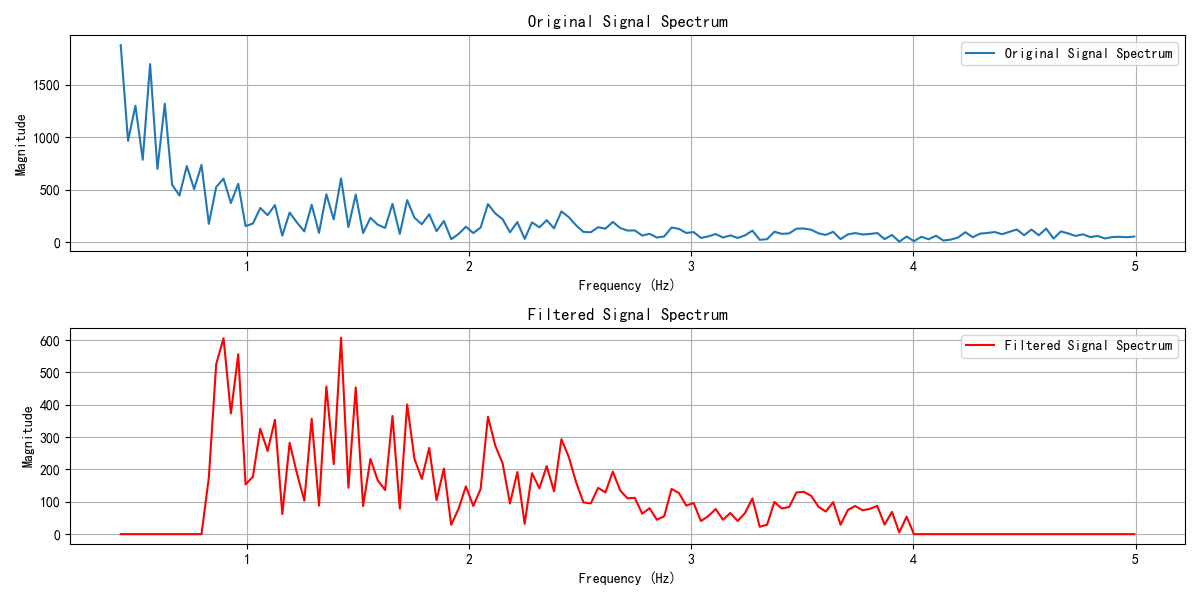 Original Signal Spectrum
Original Signal Spectrum
Magnitude
1500
1000
500
0
1 2 3 4 5
Frequency (Hz)
Filtered Signal Spectrum
Filtered Signal Spectrum
Magnitude
600
500
400
300
200
100
0
1 2 3 4 5
Frequency (Hz)